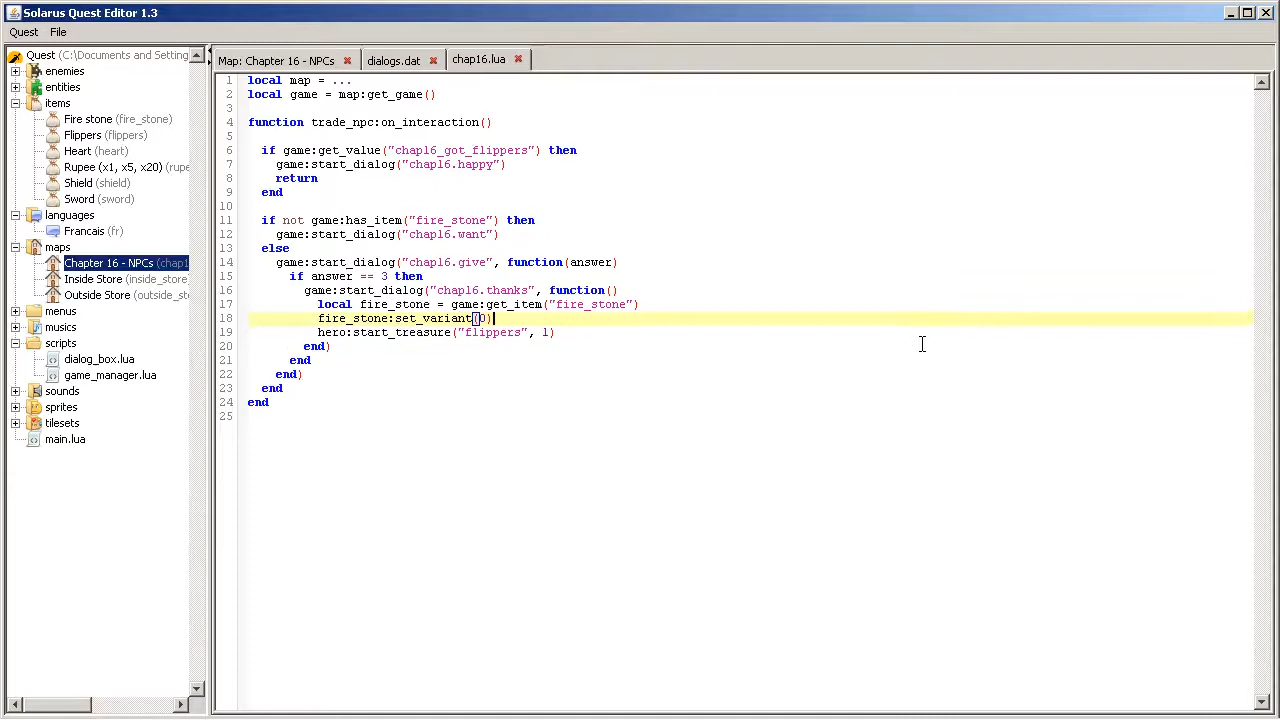 Solarus Quest Editor 1.3
Quest File
Quest (C:\Documents and Setting
enemies
entities
items
Fire stone (fire_stone)
Flippers (flippers)
Heart (heart)
Rupee (x1, x5, x20) (rupe
Shield (shield)
Sword (sword)
languages
Francais (fr)
maps
Chapter 16 - NPCs (chap1
Inside Store (inside_store
Outside Store (outside_st
menus
musics
scripts
dialog_box.lua
game_manager.lua
sounds
sprites
tilesets
main.lua
Map: Chapter 16 - NPCs dialogs.dat chap16.lua
1 local map = ...
2 local game = map:get_game()
3
4 function trade_npc:on_interaction()
5
6 if game:get_value("chap16_got_flippers") then
7 game:start_dialog("chap16.happy")
8 return
9 end
10
11 if not game:has_item("fire_stone") then
12 game:start_dialog("chap16.want")
13 else
14 game:start_dialog("chap16.give", function(answer)
15 if answer == 3 then
16 game:start_dialog("chap16.thanks", function()
17 local fire_stone = game:get_item("fire_stone")
18 fire_stone:set_variant(0)
19 hero:start_treasure("flippers", 1)
20 end)
21 end
22 end)
23 end
24 end
25